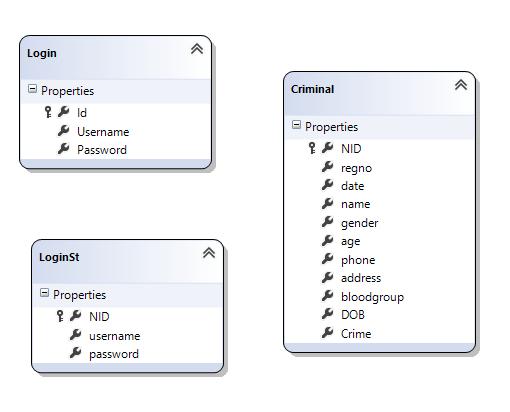 Login
Properties
Id
Username
Password
LoginSt
Properties
NID
username
password
Criminal
Properties
NID
regno
date
name
gender
age
phone
address
bloodgroup
DOB
Crime